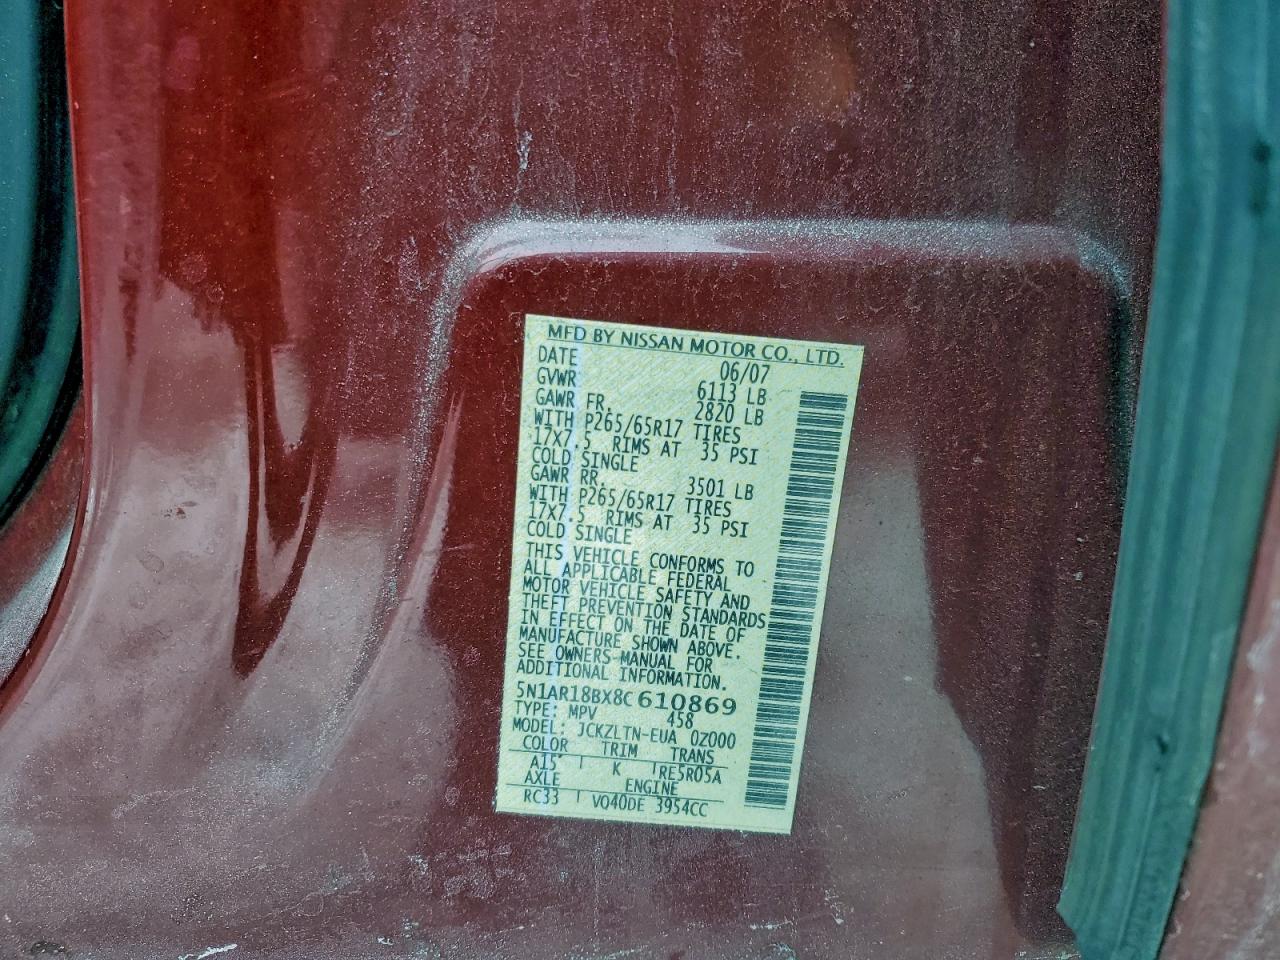 MFD BY NISSAN MOTOR CO., LTD.
DATE 06/07
GVWR 6113 LB
GAWR FR. 2820 LB
WITH P265/65R17 TIRES
17X7.5 RIMS AT 35 PSI
COLD SINGLE
GAWR RR. 3501 LB
WITH P265/65R17 TIRES
17X7.5 RIMS AT 35 PSI
COLD SINGLE
THIS VEHICLE CONFORMS TO
ALL APPLICABLE FEDERAL
MOTOR VEHICLE SAFETY AND
THEFT PREVENTION STANDARDS
IN EFFECT ON THE DATE OF
MANUFACTURE SHOWN ABOVE.
SEE OWNERS MANUAL FOR
ADDITIONAL INFORMATION.
5N1AR18BX8C610869
TYPE: MPV 458
MODEL: JCKZLTN-EUA 0Z000
COLOR TRIM TRANS
A15 K RE5R05A
AXLE ENGINE
RC33 VQ40DE 3954CC